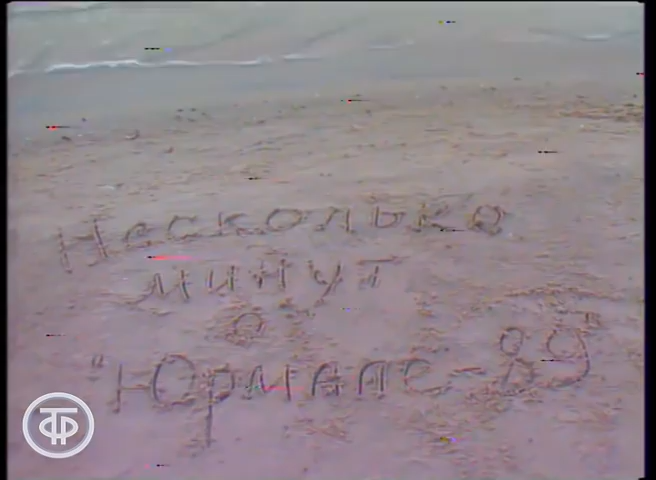 Несколько
минут
о
"Юрмале-89"